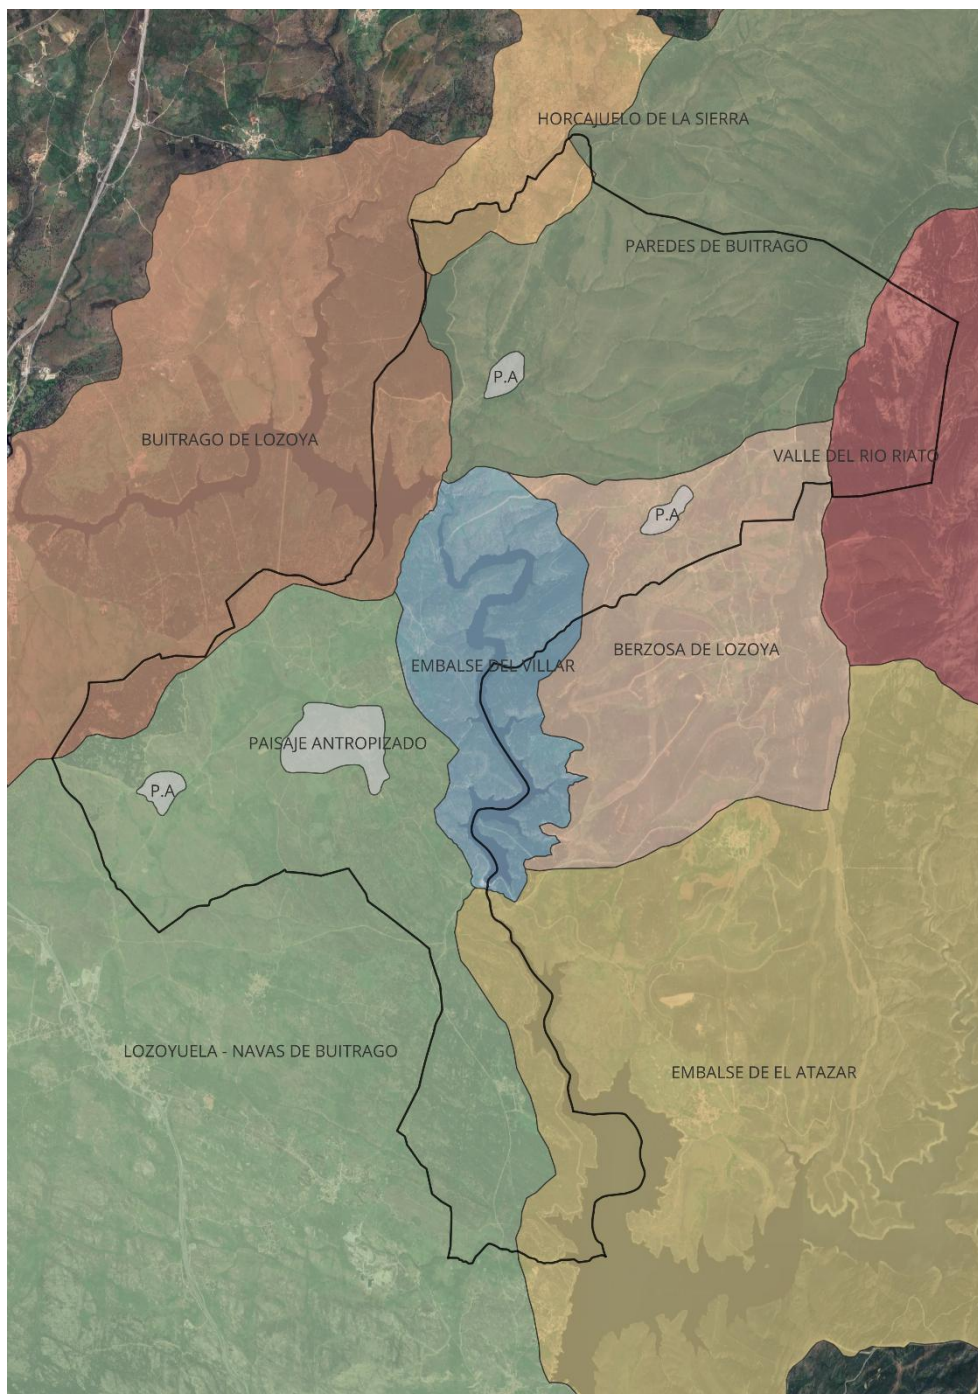 HORCAJUELO DE LA SIERRA
PAREDES DE BUITRAGO
P.A
BUITRAGO DE LOZOYA
VALLE DEL RIO RIATO
P.A
EMBALSE DEL VILLAR
BERZOSA DE LOZOYA
PAISAJE ANTROPIZADO
P.A
LOZOYUELA - NAVAS DE BUITRAGO
EMBALSE DE EL ATAZAR